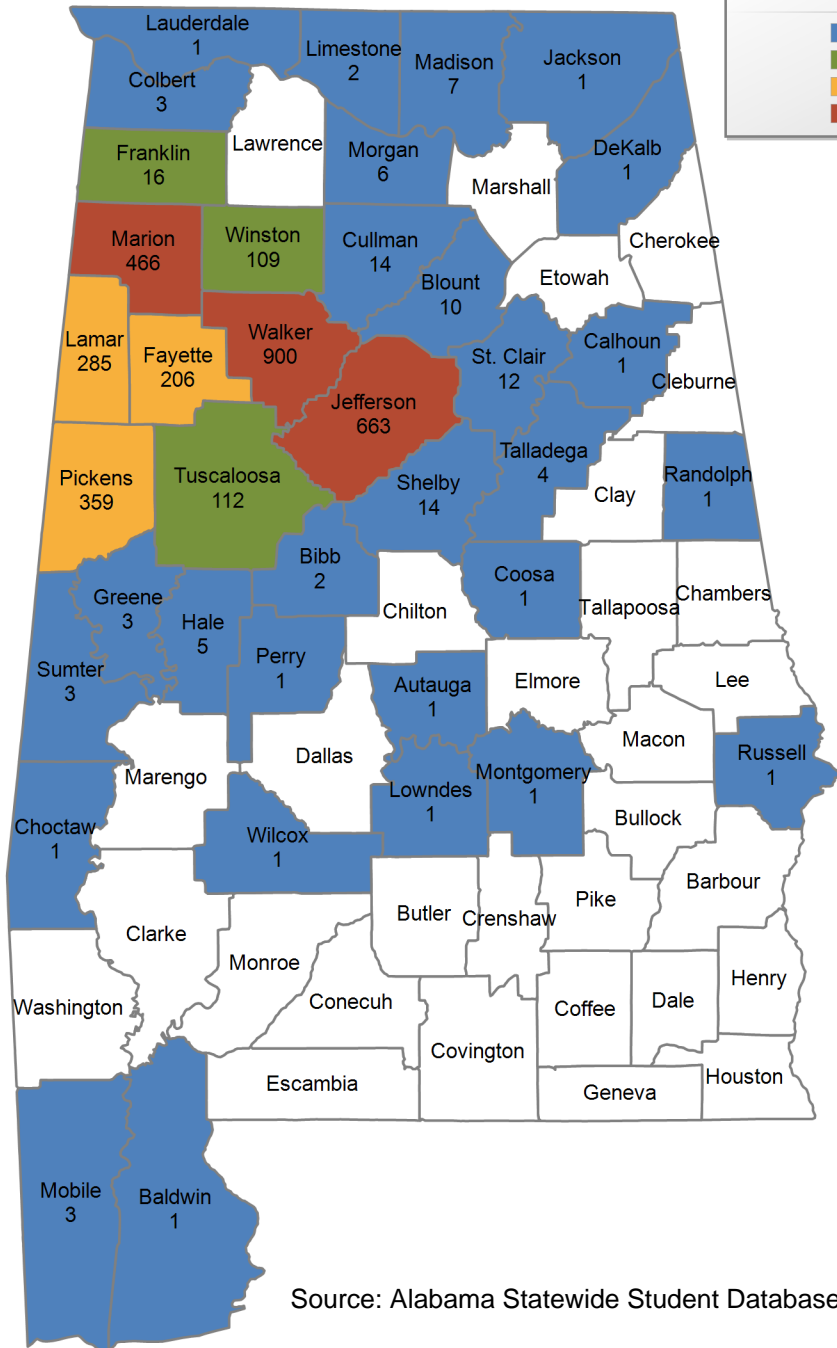 Lauderdale
1
Limestone
2
Madison
7
Jackson
1
Colbert
3
Lawrence
Franklin
16
Morgan
6
Marshall
DeKalb
1
Cherokee
Marion
466
Winston
109
Cullman
14
Blount
10
Etowah
Lamar
285
Fayette
206
Walker
900
St. Clair
12
Calhoun
1
Cleburne
Jefferson
663
Pickens
359
Tuscaloosa
112
Shelby
14
Talladega
4
Clay
Randolph
1
Bibb
2
Coosa
1
Chilton
Tallapoosa
Chambers
Greene
3
Hale
5
Perry
1
Sumter
3
Autauga
1
Elmore
Lee
Macon
Russell
1
Marengo
Dallas
Lowndes
1
Montgomery
1
Bullock
Choctaw
1
Wilcox
1
Clarke
Butler
Crenshaw
Pike
Barbour
Monroe
Washington
Conecuh
Covington
Coffee
Dale
Henry
Escambia
Geneva
Houston
Mobile
3
Baldwin
1
Source: Alabama Statewide Student Database